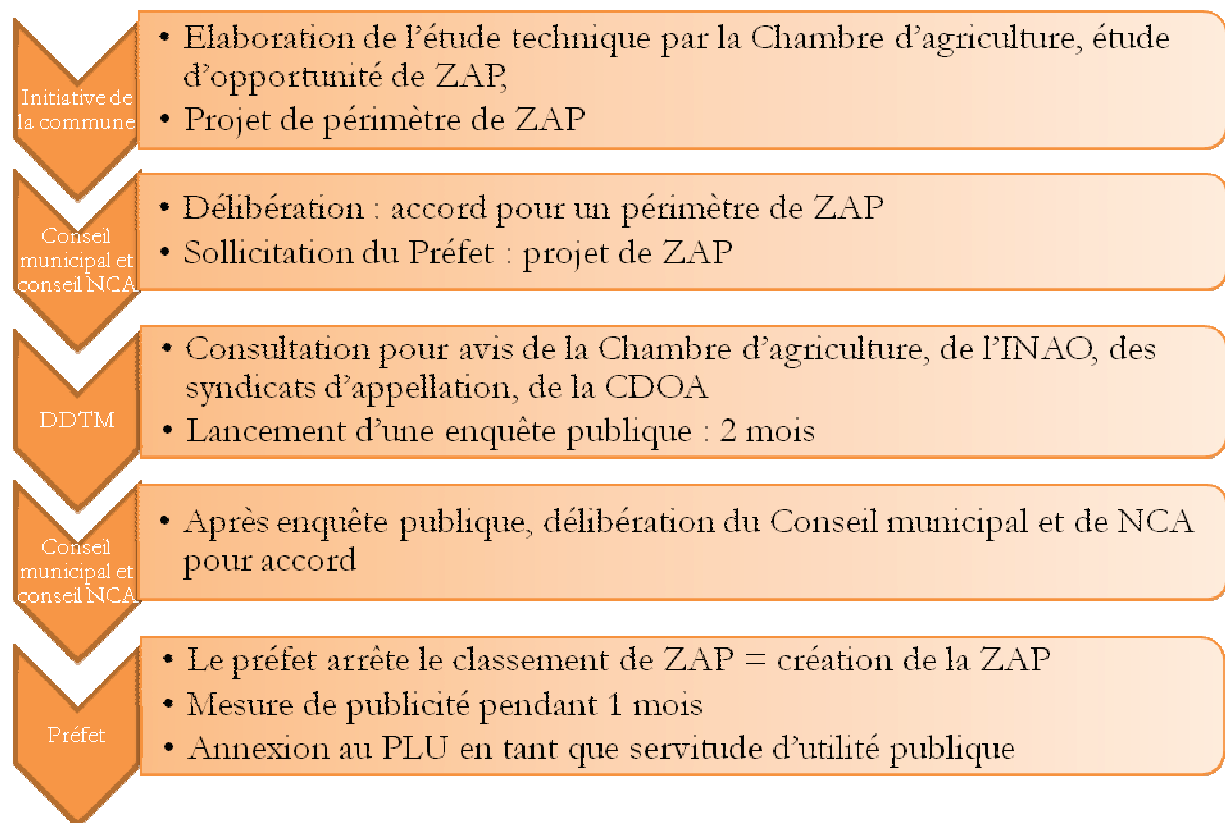 Initiative de
la commune
• Elaboration de l'étude technique par la Chambre d'agriculture, étude
d'opportunité de ZAP,
• Projet de périmètre de ZAP
Conseil
municipal et
conseil NCA
• Délibération : accord pour un périmètre de ZAP
• Sollicitation du Préfet : projet de ZAP
DDTM
• Consultation pour avis de la Chambre d'agriculture, de l'INAO, des
syndicats d'appellation, de la CDOA
• Lancement d'une enquête publique : 2 mois
Conseil
municipal et
conseil NCA
• Après enquête publique, délibération du Conseil municipal et de NCA
pour accord
Préfet
• Le préfet arrête le classement de ZAP = création de la ZAP
• Mesure de publicité pendant 1 mois
• Annexion au PLU en tant que servitude d'utilité publique